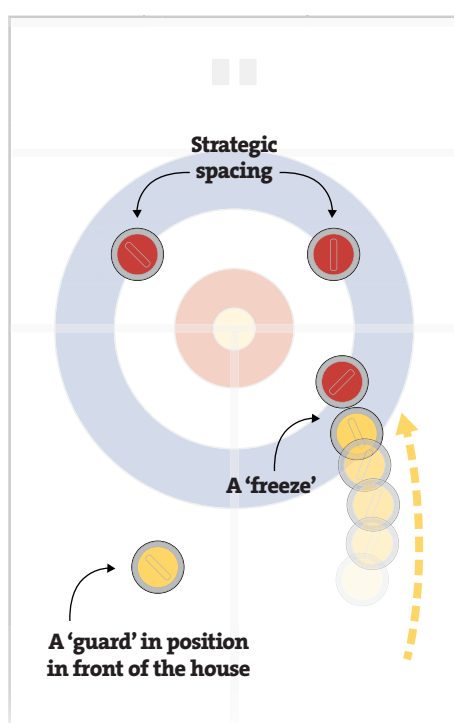 Strategic
spacing
A ‘freeze’
A ‘guard’ in position
in front of the house